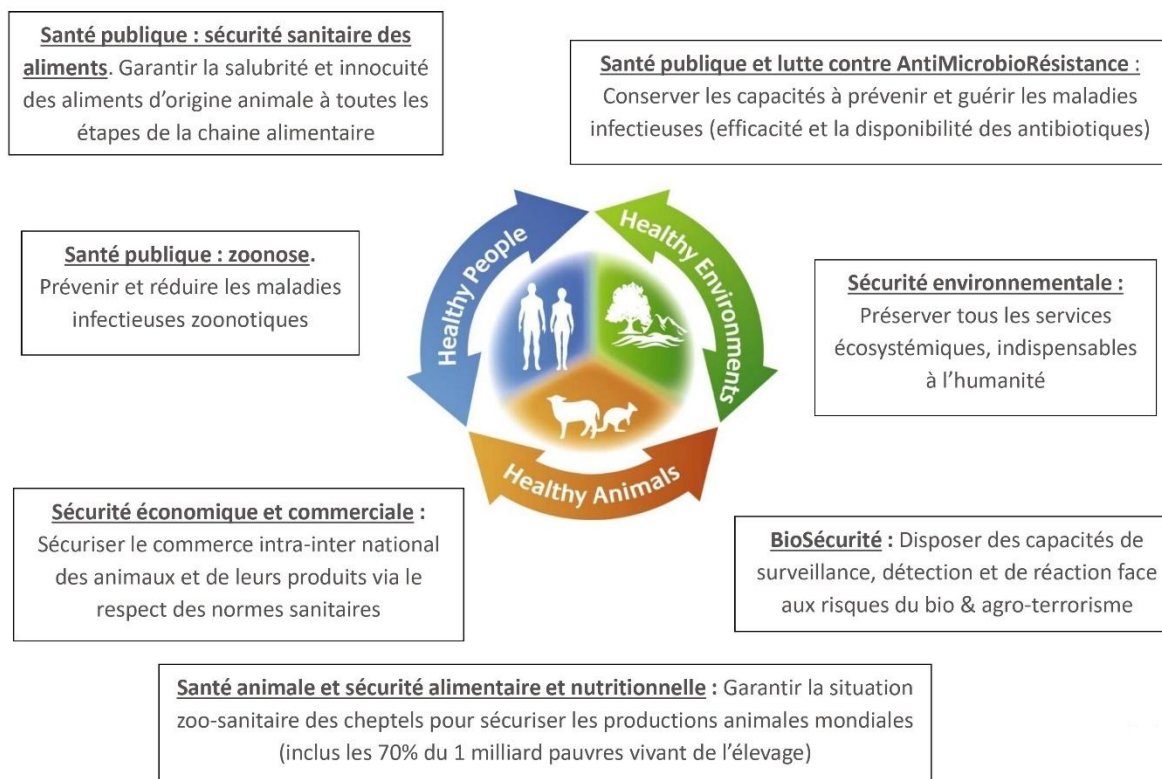 Santé publique : sécurité sanitaire des
aliments. Garantir la salubrité et innocuité
des aliments d'origine animale à toutes les
étapes de la chaine alimentaire
Santé publique et lutte contre AntiMicrobioRésistance :
Conserver les capacités à prévenir et guérir les maladies
infectieuses (efficacité et la disponibilité des antibiotiques)
Santé publique : zoonose.
Prévenir et réduire les maladies
infectieuses zoonotiques
Healthy People
Healthy Environments
Healthy Animals
Sécurité environnementale :
Préserver tous les services
écosystémiques, indispensables
à l'humanité
Sécurité économique et commerciale :
Sécuriser le commerce intra-inter national
des animaux et de leurs produits via le
respect des normes sanitaires
BioSécurité : Disposer des capacités de
surveillance, détection et de réaction face
aux risques du bio & agro-terrorisme
Santé animale et sécurité alimentaire et nutritionnelle : Garantir la situation
zoo-sanitaire des cheptels pour sécuriser les productions animales mondiales
(inclus les 70% du 1 milliard pauvres vivant de l'élevage)